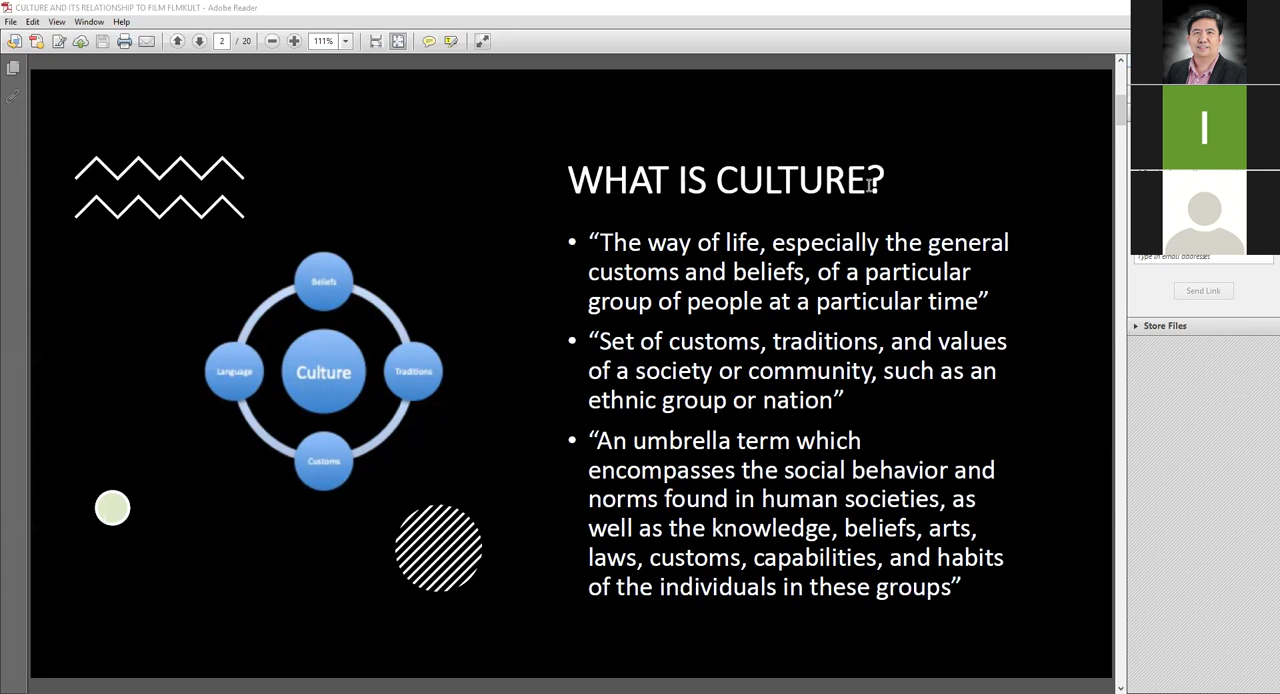 CULTURE AND ITS RELATIONSHIP TO FILM FLMKULT - Adobe Reader
File Edit View Window Help
2 / 20 111%
WHAT IS CULTURE?
• “The way of life, especially the general
customs and beliefs, of a particular
group of people at a particular time”
• “Set of customs, traditions, and values
of a society or community, such as an
ethnic group or nation”
• “An umbrella term which
encompasses the social behavior and
norms found in human societies, as
well as the knowledge, beliefs, arts,
laws, customs, capabilities, and habits
of the individuals in these groups”
Beliefs
Language
Culture
Traditions
Customs
I
Type in email addresses
Send Link
Store Files